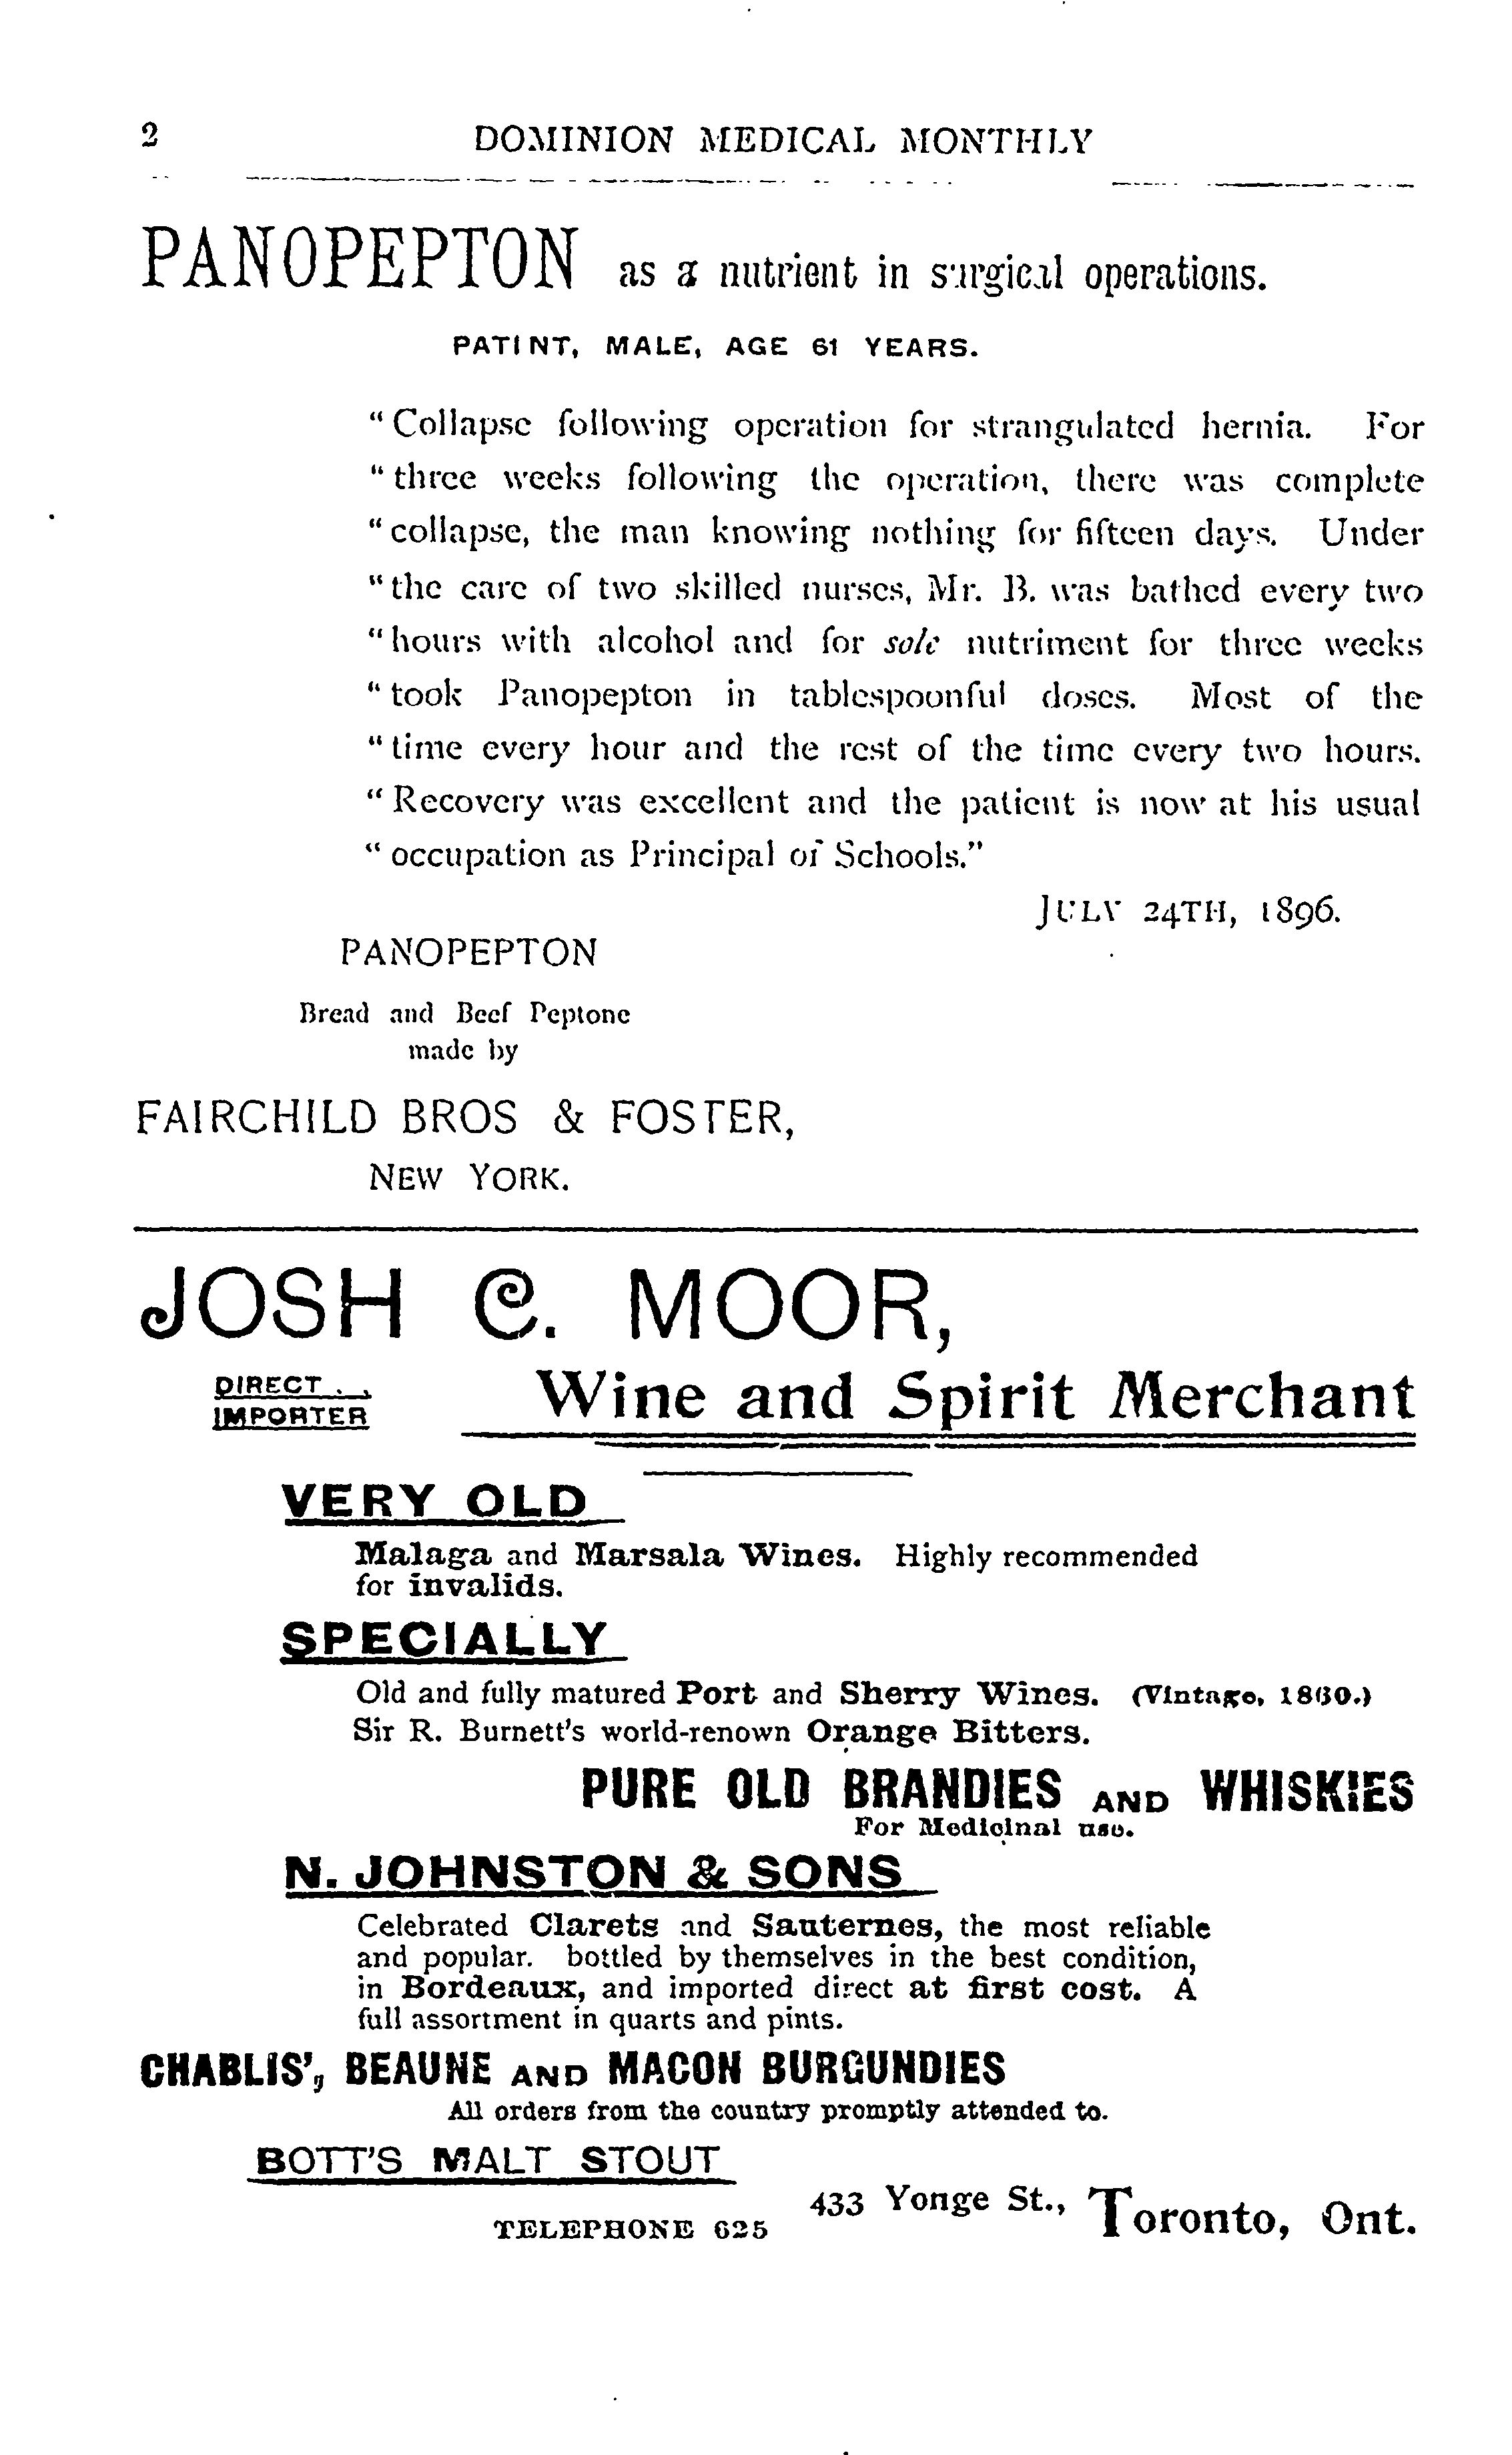 2 DOMINION MEDICAL MONTHLY
PANOPEPTON as a nutrient in surgical operations.
PATI NT, MALE, AGE 61 YEARS.
"Collapse following operation for strangulated hernia. For
"three weeks following the operation, there was complete
"collapse, the man knowing nothing for fifteen days. Under
"the care of two skilled nurses, Mr. B. was bathed every two
"hours with alcohol and for sole nutriment for three weeks
"took Panopepton in tablespoonful doses. Most of the
"time every hour and the rest of the time every two hours.
"Recovery was excellent and the patient is now at his usual
"occupation as Principal of Schools."
JULY 24TH, 1896.
PANOPEPTON
Bread and Beef Peptone
made by
FAIRCHILD BROS & FOSTER,
NEW YORK.
JOSH C. MOOR,
DIRECT . .
IMPORTER
Wine and Spirit Merchant
VERY OLD
Malaga and Marsala Wines. Highly recommended
for invalids.
SPECIALLY
Old and fully matured Port and Sherry Wines. (Vintage, 1860.)
Sir R. Burnett's world-renown Orange Bitters.
PURE OLD BRANDIES AND WHISKIES
For Medicinal use.
N. JOHNSTON & SONS
Celebrated Clarets and Sauternes, the most reliable
and popular. bottled by themselves in the best condition,
in Bordeaux, and imported direct at first cost. A
full assortment in quarts and pints.
CHABLIS', BEAUNE AND MACON BURGUNDIES
All orders from the country promptly attended to.
BOTT'S MALT STOUT
TELEPHONE 625
433 Yonge St., Toronto, Ont.